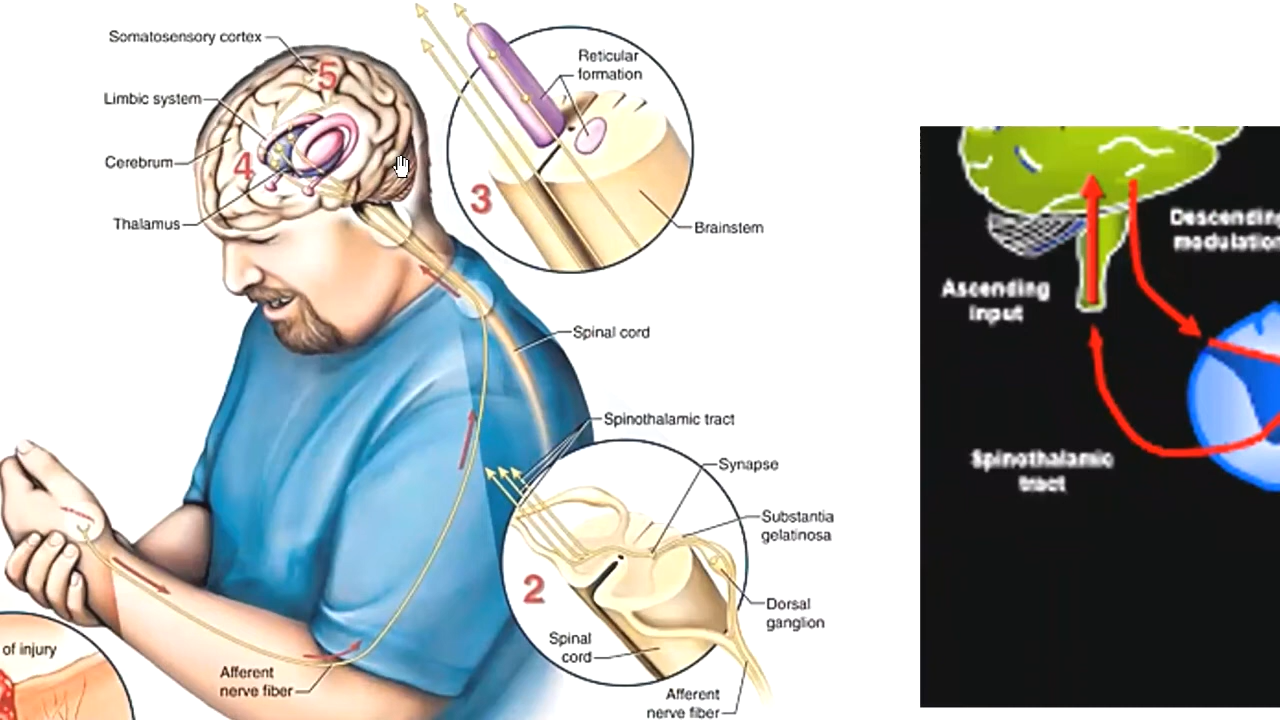 Somatosensory cortex
5
Limbic system
Cerebrum
4
Thalamus
Reticular
formation
3
Brainstem
Spinal cord
Spinothalamic tract
Synapse
Substantia
gelatinosa
2
Dorsal
ganglion
Spinal
cord
Afferent
nerve fiber
Afferent
nerve fiber
of injury
Descending
modulation
Ascending
input
Spinothalamic
tract